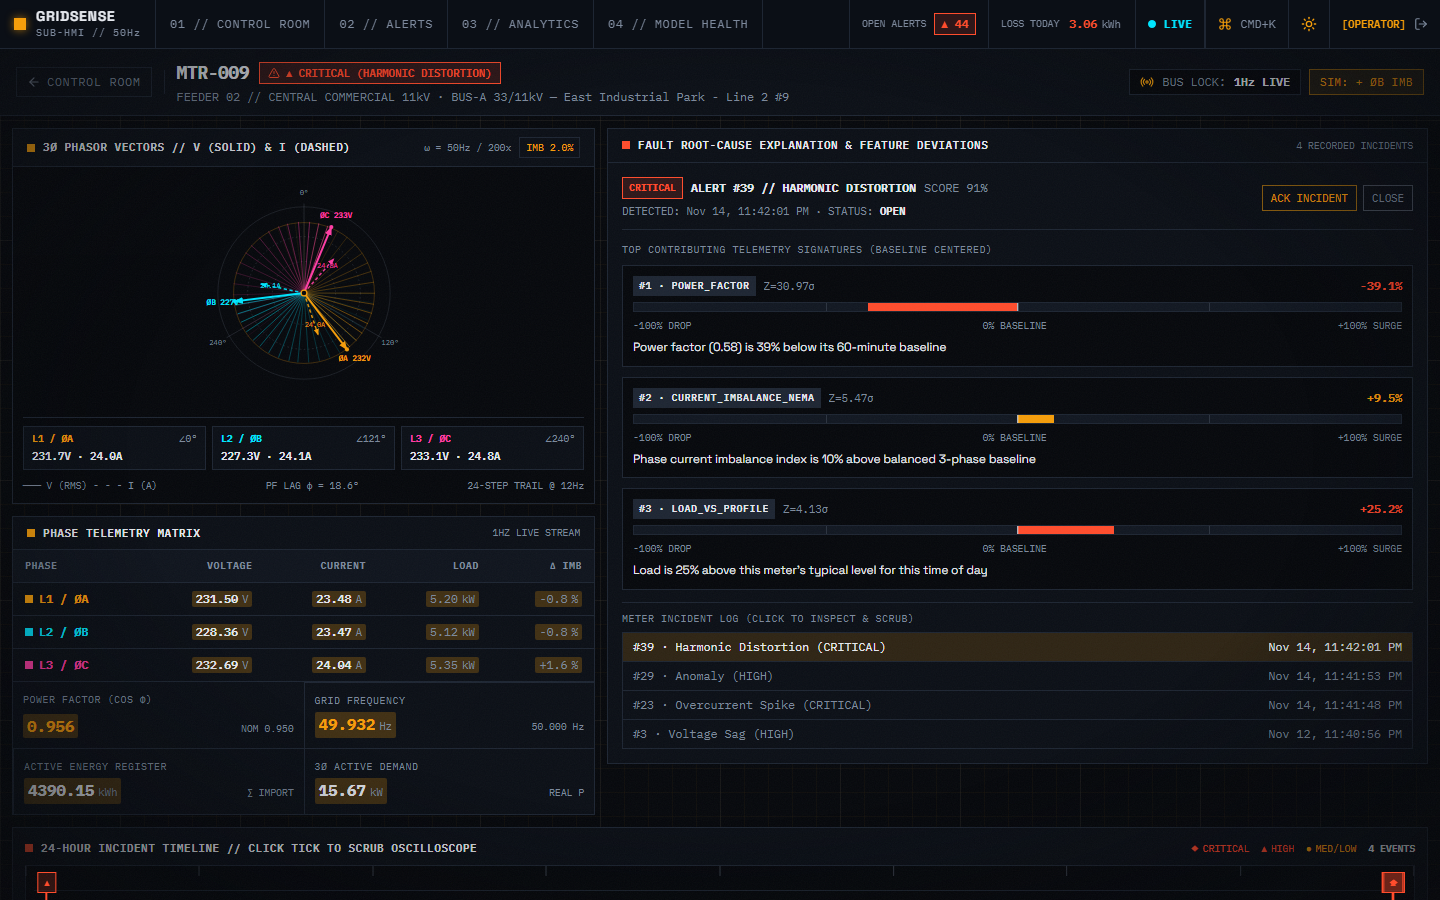 GRIDSENSE
SUB-HMI // 50Hz
01 // CONTROL ROOM
02 // ALERTS
03 // ANALYTICS
04 // MODEL HEALTH
OPEN ALERTS ▲ 44
LOSS TODAY 3.06 kWh
LIVE
⌘ CMD+K
[OPERATOR]
← CONTROL ROOM
MTR-009 ▲ CRITICAL (HARMONIC DISTORTION)
FEEDER 02 // CENTRAL COMMERCIAL 11kV · BUS-A 33/11kV — East Industrial Park - Line 2 #9
BUS LOCK: 1Hz LIVE
SIM: + ØB IMB
3Ø PHASOR VECTORS // V (SOLID) & I (DASHED)
ω = 50Hz / 200x
IMB 2.0%
0°
ØC 233V
24.8A
ØB 227V
24.0A
240°
120°
ØA 232V
L1 / ØA ∠0°
231.7V · 24.0A
L2 / ØB ∠121°
227.3V · 24.1A
L3 / ØC ∠240°
233.1V · 24.8A
—— V (RMS) - - - I (A)
PF LAG ϕ = 18.6°
24-STEP TRAIL @ 12Hz
PHASE TELEMETRY MATRIX
1HZ LIVE STREAM
PHASE VOLTAGE CURRENT LOAD Δ IMB
L1 / ØA 231.50 V 23.48 A 5.20 kW -0.8 %
L2 / ØB 228.36 V 23.47 A 5.12 kW -0.8 %
L3 / ØC 232.69 V 24.04 A 5.35 kW +1.6 %
POWER FACTOR (COS Φ)
0.956 NOM 0.950
GRID FREQUENCY
49.932 Hz 50.000 Hz
ACTIVE ENERGY REGISTER
4390.15 kWh Σ IMPORT
3Ø ACTIVE DEMAND
15.67 kW REAL P
FAULT ROOT-CAUSE EXPLANATION & FEATURE DEVIATIONS
4 RECORDED INCIDENTS
CRITICAL ALERT #39 // HARMONIC DISTORTION SCORE 91%
DETECTED: Nov 14, 11:42:01 PM · STATUS: OPEN
ACK INCIDENT
CLOSE
TOP CONTRIBUTING TELEMETRY SIGNATURES (BASELINE CENTERED)
#1 · POWER_FACTOR Z=30.97σ -39.1%
-100% DROP 0% BASELINE +100% SURGE
Power factor (0.58) is 39% below its 60-minute baseline
#2 · CURRENT_IMBALANCE_NEMA Z=5.47σ +9.5%
-100% DROP 0% BASELINE +100% SURGE
Phase current imbalance index is 10% above balanced 3-phase baseline
#3 · LOAD_VS_PROFILE Z=4.13σ +25.2%
-100% DROP 0% BASELINE +100% SURGE
Load is 25% above this meter's typical level for this time of day
METER INCIDENT LOG (CLICK TO INSPECT & SCRUB)
#39 · Harmonic Distortion (CRITICAL) Nov 14, 11:42:01 PM
#29 · Anomaly (HIGH) Nov 14, 11:41:53 PM
#23 · Overcurrent Spike (CRITICAL) Nov 14, 11:41:48 PM
#3 · Voltage Sag (HIGH) Nov 12, 11:40:56 PM
24-HOUR INCIDENT TIMELINE // CLICK TICK TO SCRUB OSCILLOSCOPE
◆ CRITICAL ▲ HIGH ● MED/LOW 4 EVENTS